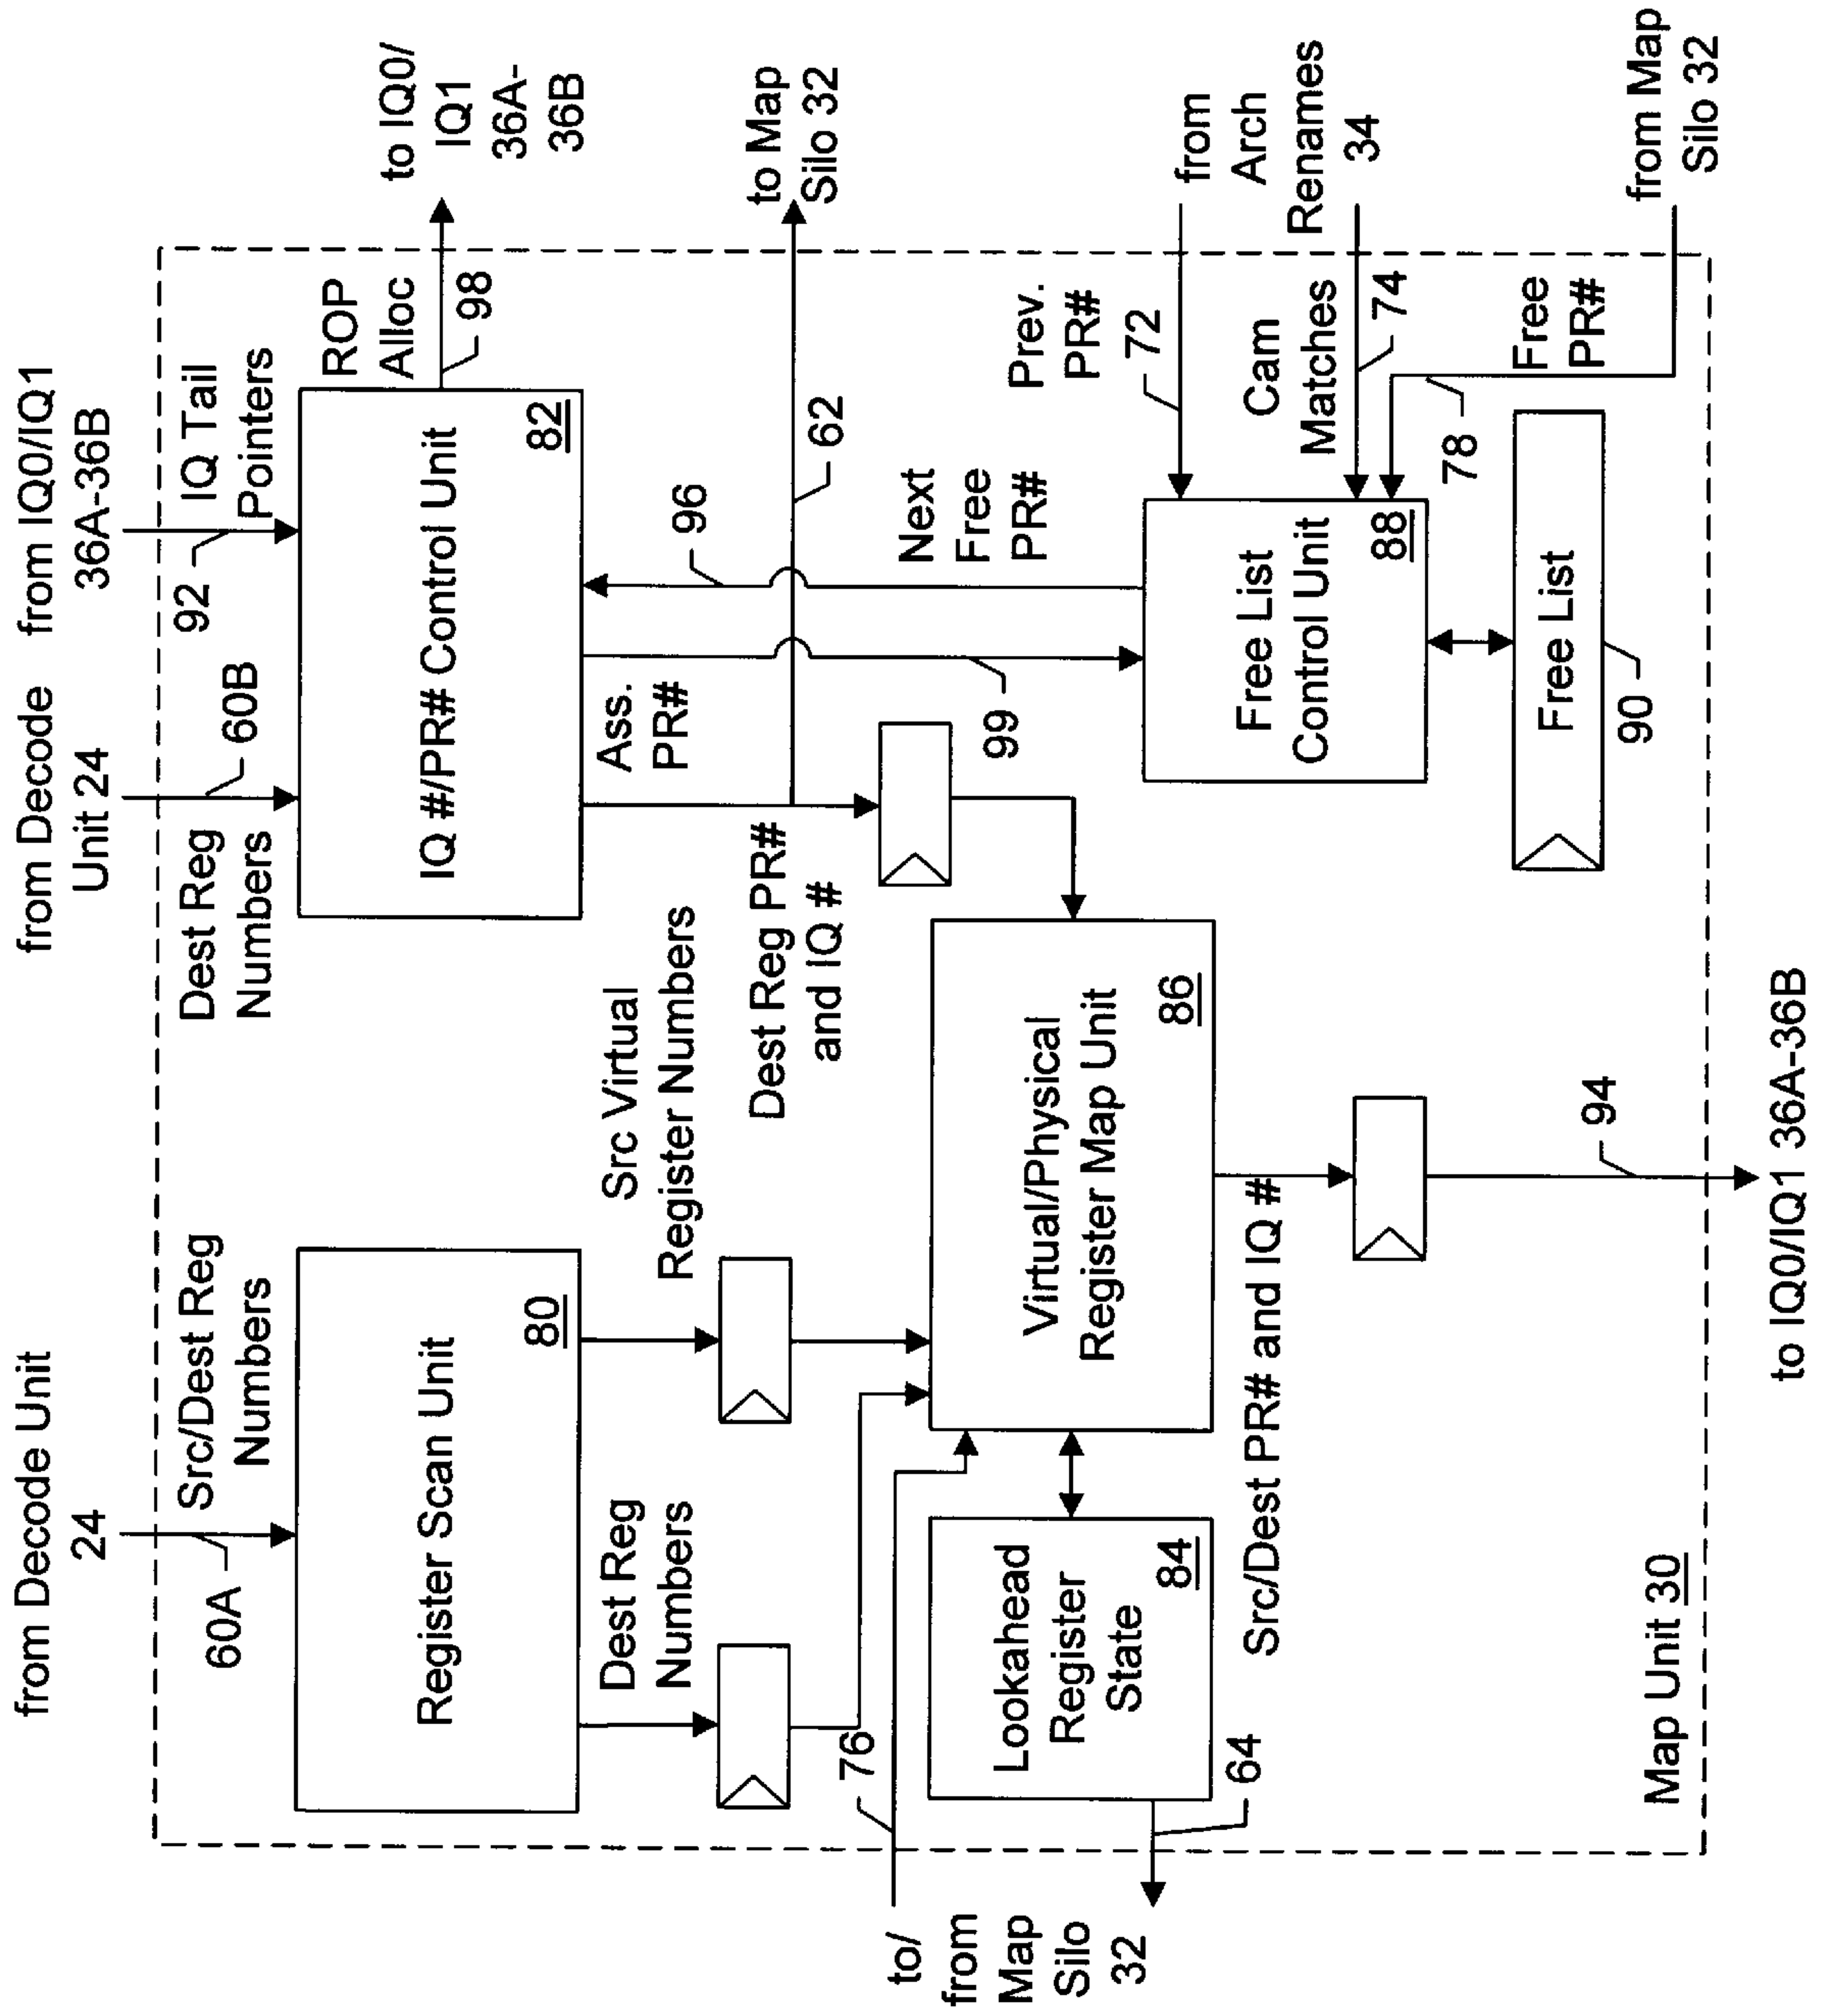 from Decode Unit
24
60A
Src/Dest Reg
Numbers
from Decode
Unit 24
Dest Reg
Numbers
60B
from IQ0/IQ1
36A-36B
92
IQ Tail
Pointers
Register Scan Unit
80
IQ #/PR# Control Unit
82
ROP
Alloc
98
to IQ0/
IQ1
36A-
36B
Dest Reg
Numbers
Src Virtual
Register Numbers
Ass.
PR#
Dest Reg PR#
and IQ #
62
to Map
Silo 32
96
99
Next
Free
PR#
76
to/
from
Map
Silo
32
64
Lookahead
Register
State
84
Virtual/Physical
Register Map Unit
86
Src/Dest PR# and IQ #
94
to IQ0/IQ1 36A-36B
Free List
Control Unit
88
Free List
90
Prev.
PR#
72
Cam
Matches
74
from
Arch
Renames
34
78
Free
PR#
from Map
Silo 32
Map Unit 30